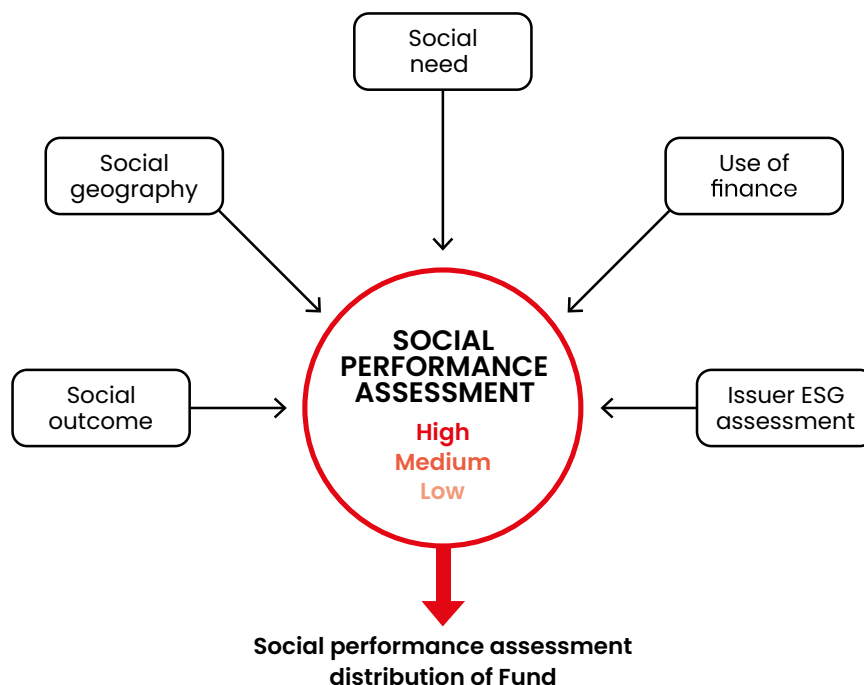 Social
need
Social
geography
Use of
finance
Social
outcome
SOCIAL
PERFORMANCE
ASSESSMENT
High
Medium
Low
Issuer ESG
assessment
Social performance assessment
distribution of Fund